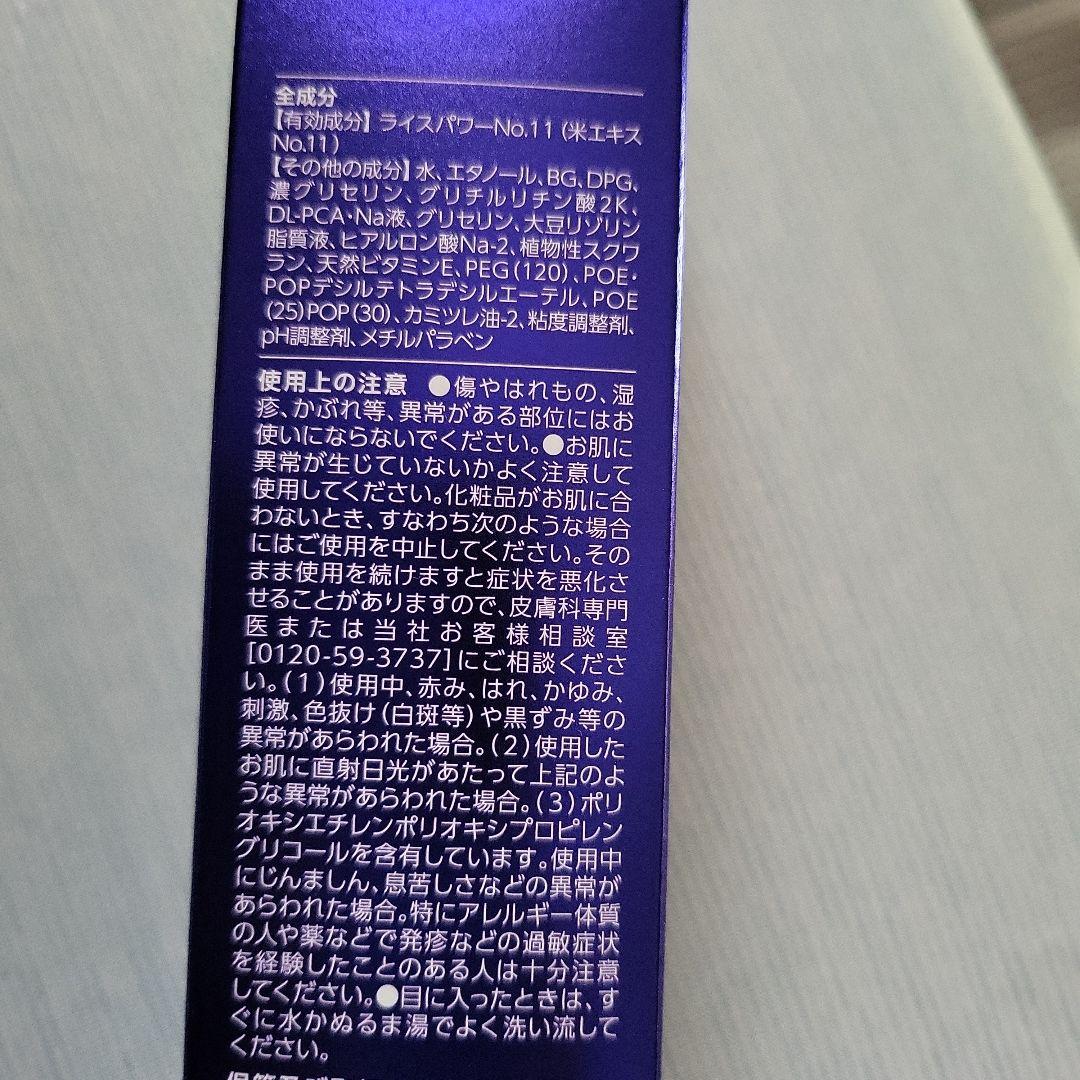 全成分
【有効成分】ライスパワーNo.11（米エキス
No.11）
【その他の成分】水、エタノール、BG、DPG、
濃グリセリン、グリチルリチン酸2K、
DL-PCA・Na液、グリセリン、大豆リゾリン
脂質液、ヒアルロン酸Na-2、植物性スクワ
ラン、天然ビタミンE、PEG（120）、POE・
POPデシルテトラデシルエーテル、POE
（25）POP（30）、カミツレ油-2、粘度調整剤、
pH調整剤、メチルパラベン
使用上の注意 ●傷やはれもの、湿
疹、かぶれ等、異常がある部位にはお
使いにならないでください。●お肌に
異常が生じていないかよく注意して
使用してください。化粧品がお肌に合
わないとき、すなわち次のような場合
にはご使用を中止してください。その
まま使用を続けますと症状を悪化さ
せることがありますので、皮膚科専門
医または当社お客様相談室
[0120-59-3737]にご相談くださ
い。（1）使用中、赤み、はれ、かゆみ、
刺激、色抜け（白斑等）や黒ずみ等の
異常があらわれた場合。（2）使用した
お肌に直射日光があたって上記のよ
うな異常があらわれた場合。（3）ポリ
オキシエチレンポリオキシプロピレン
グリコールを含有しています。使用中
にじんましん、息苦しさなどの異常が
あらわれた場合。特にアレルギー体質
の人や薬などで発疹などの過敏症状
を経験したことのある人は十分注意
してください。●目に入ったときは、す
ぐに水かぬるま湯でよく洗い流して
ください。